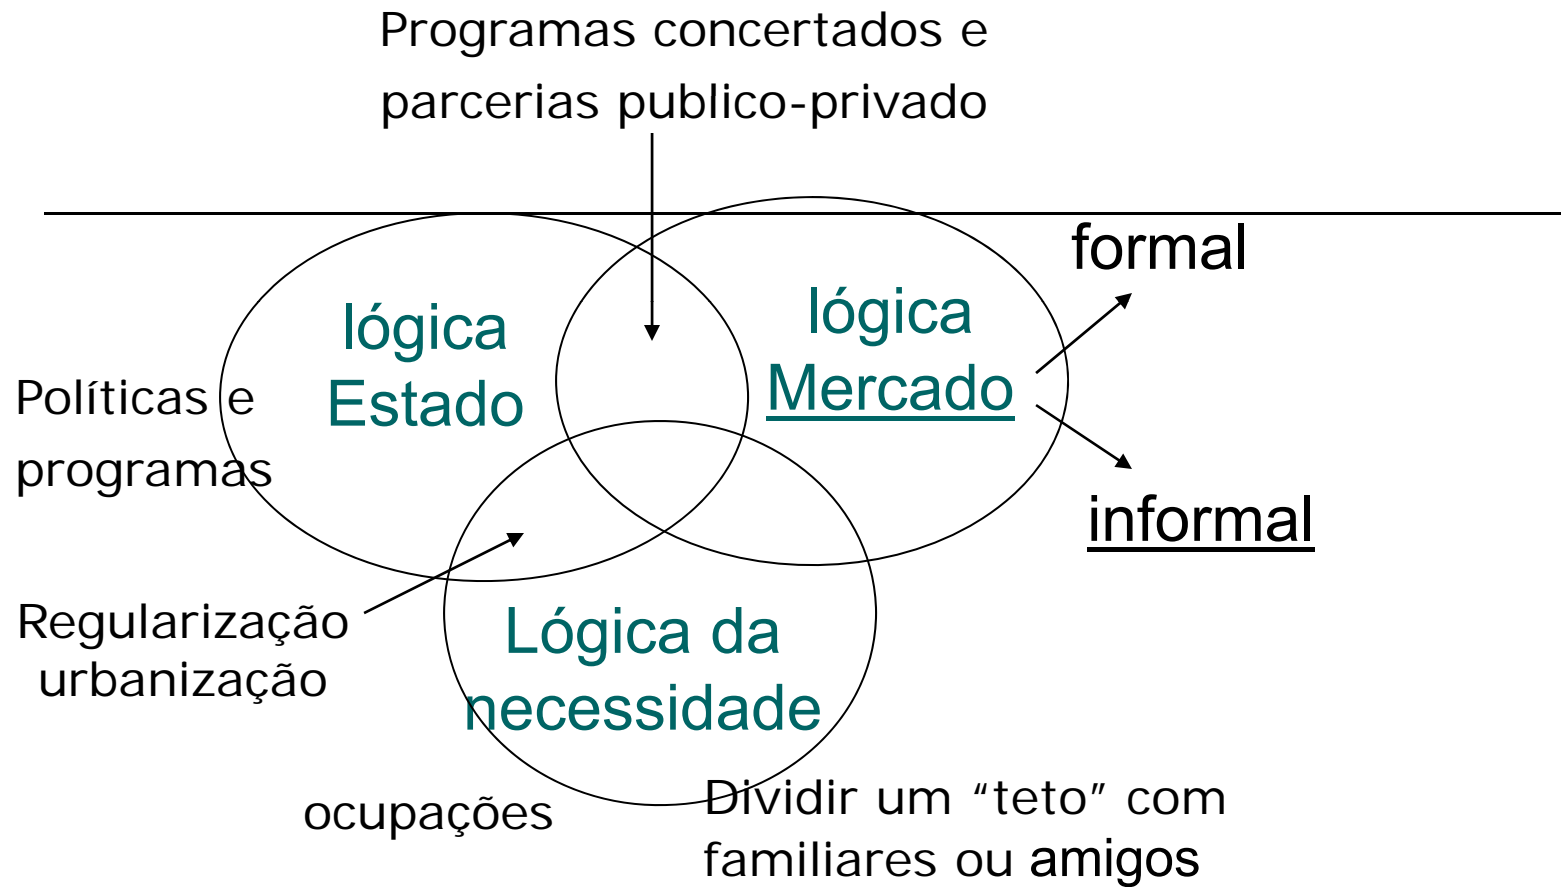 Programas concertados e
parcerias publico-privado
formal
lógica
Estado
lógica
Mercado
Políticas e
programas
informal
Regularização
urbanização
Lógica da
necessidade
ocupações
Dividir um “teto” com
familiares ou amigos